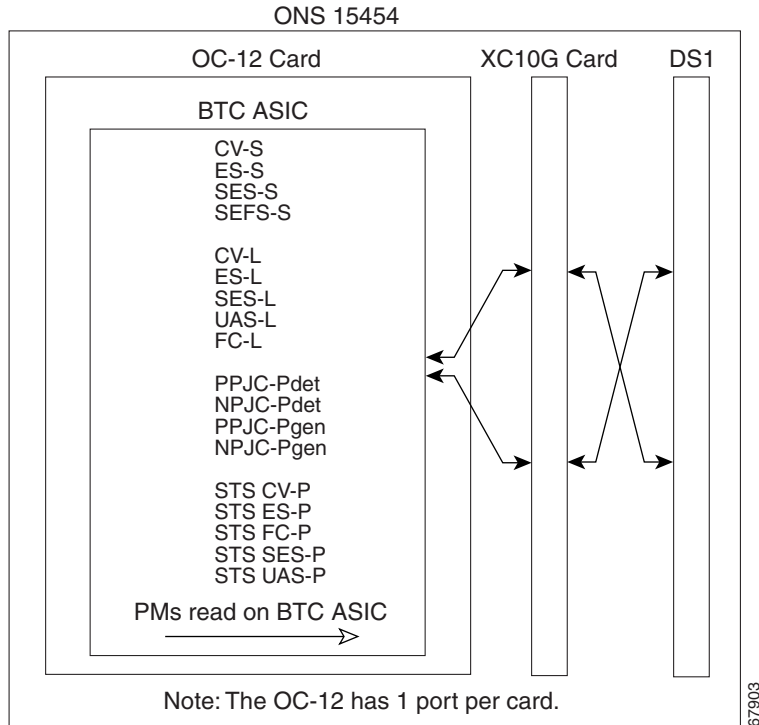 ONS 15454
OC-12 Card
XC10G Card
DS1
BTC ASIC
CV-S
ES-S
SES-S
SEFS-S
CV-L
ES-L
SES-L
UAS-L
FC-L
PPJC-Pdet
NPJC-Pdet
PPJC-Pgen
NPJC-Pgen
STS CV-P
STS ES-P
STS FC-P
STS SES-P
STS UAS-P
PMs read on BTC ASIC
Note: The OC-12 has 1 port per card.
67903